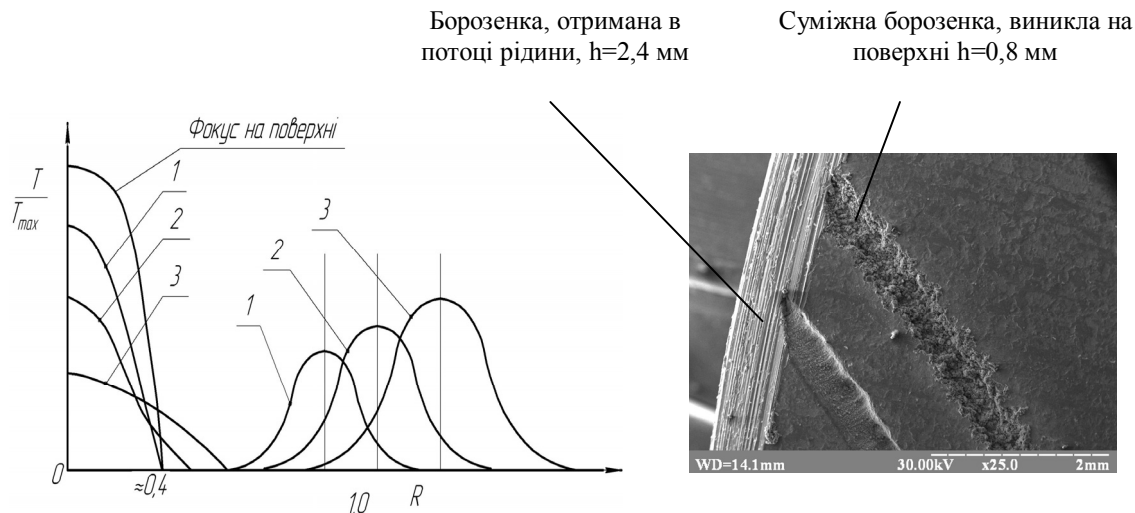 Борозенка, отримана в
потоці рідини, h=2,4 мм
Суміжна борозенка, виникла на
поверхні h=0,8 мм
Фокус на поверхні
T
T max
1
2
3
3
2
1
0
≈0,4
1.0
R
WD=14.1mm
30.00kV
x25.0
2mm